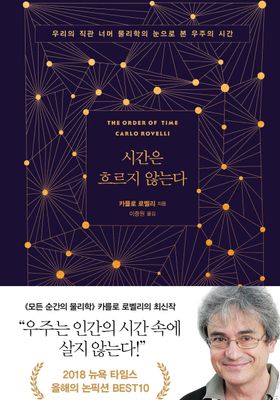 우리의 직관 너머 물리학의 눈으로 본 우주의 시간
THE ORDER OF TIME
CARLO ROVELLI
시간은
흐르지 않는다
카를로 로벨리 지음
이중원 옮김
《모든 순간의 물리학》 카를로 로벨리의 최신작
“우주는 인간의 시간 속에
살지 않는다!”
2018 뉴욕 타임스
올해의 논픽션 BEST10